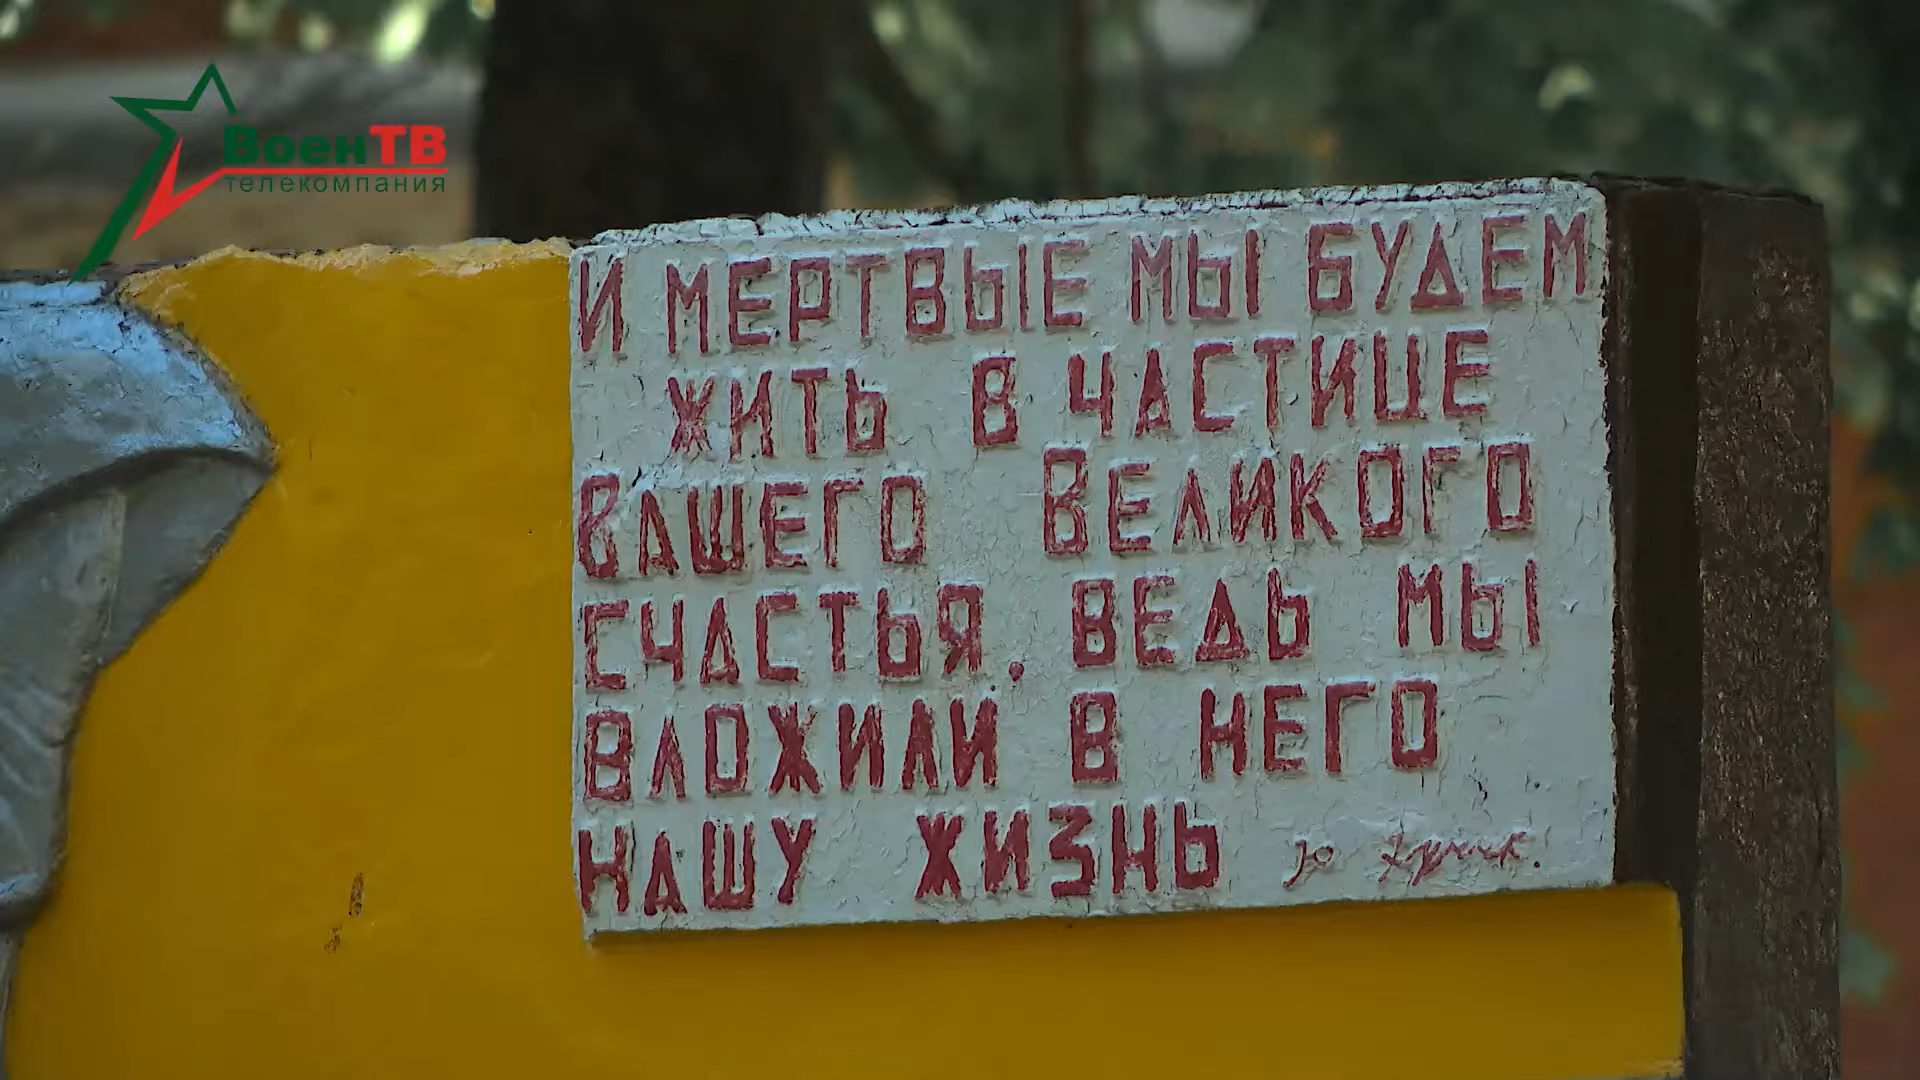 ВоенТВ
телекомпания
И МЕРТВЫЕ МЫ БУДЕМ
ЖИТЬ В ЧАСТИЦЕ
ВАШЕГО ВЕЛИКОГО
СЧАСТЬЯ, ВЕДЬ МЫ
ВЛОЖИЛИ В НЕГО
НАШУ ЖИЗНЬ Ю